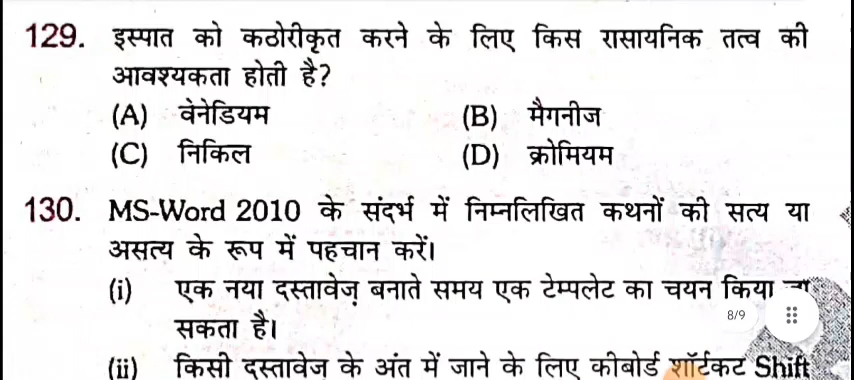 129. इस्पात को कठोरीकृत करने के लिए किस रासायनिक तत्व की
आवश्यकता होती है?
(A) वेनेडियम (B) मैगनीज
(C) निकिल (D) क्रोमियम
130. MS-Word 2010 के संदर्भ में निम्नलिखित कथनों की सत्य या
असत्य के रूप में पहचान करें।
(i) एक नया दस्तावेज़ बनाते समय एक टेम्पलेट का चयन किया
सकता है।
8/9
(ii) किसी दस्तावेज के अंत में जाने के लिए कीबोर्ड शॉर्टकट Shift